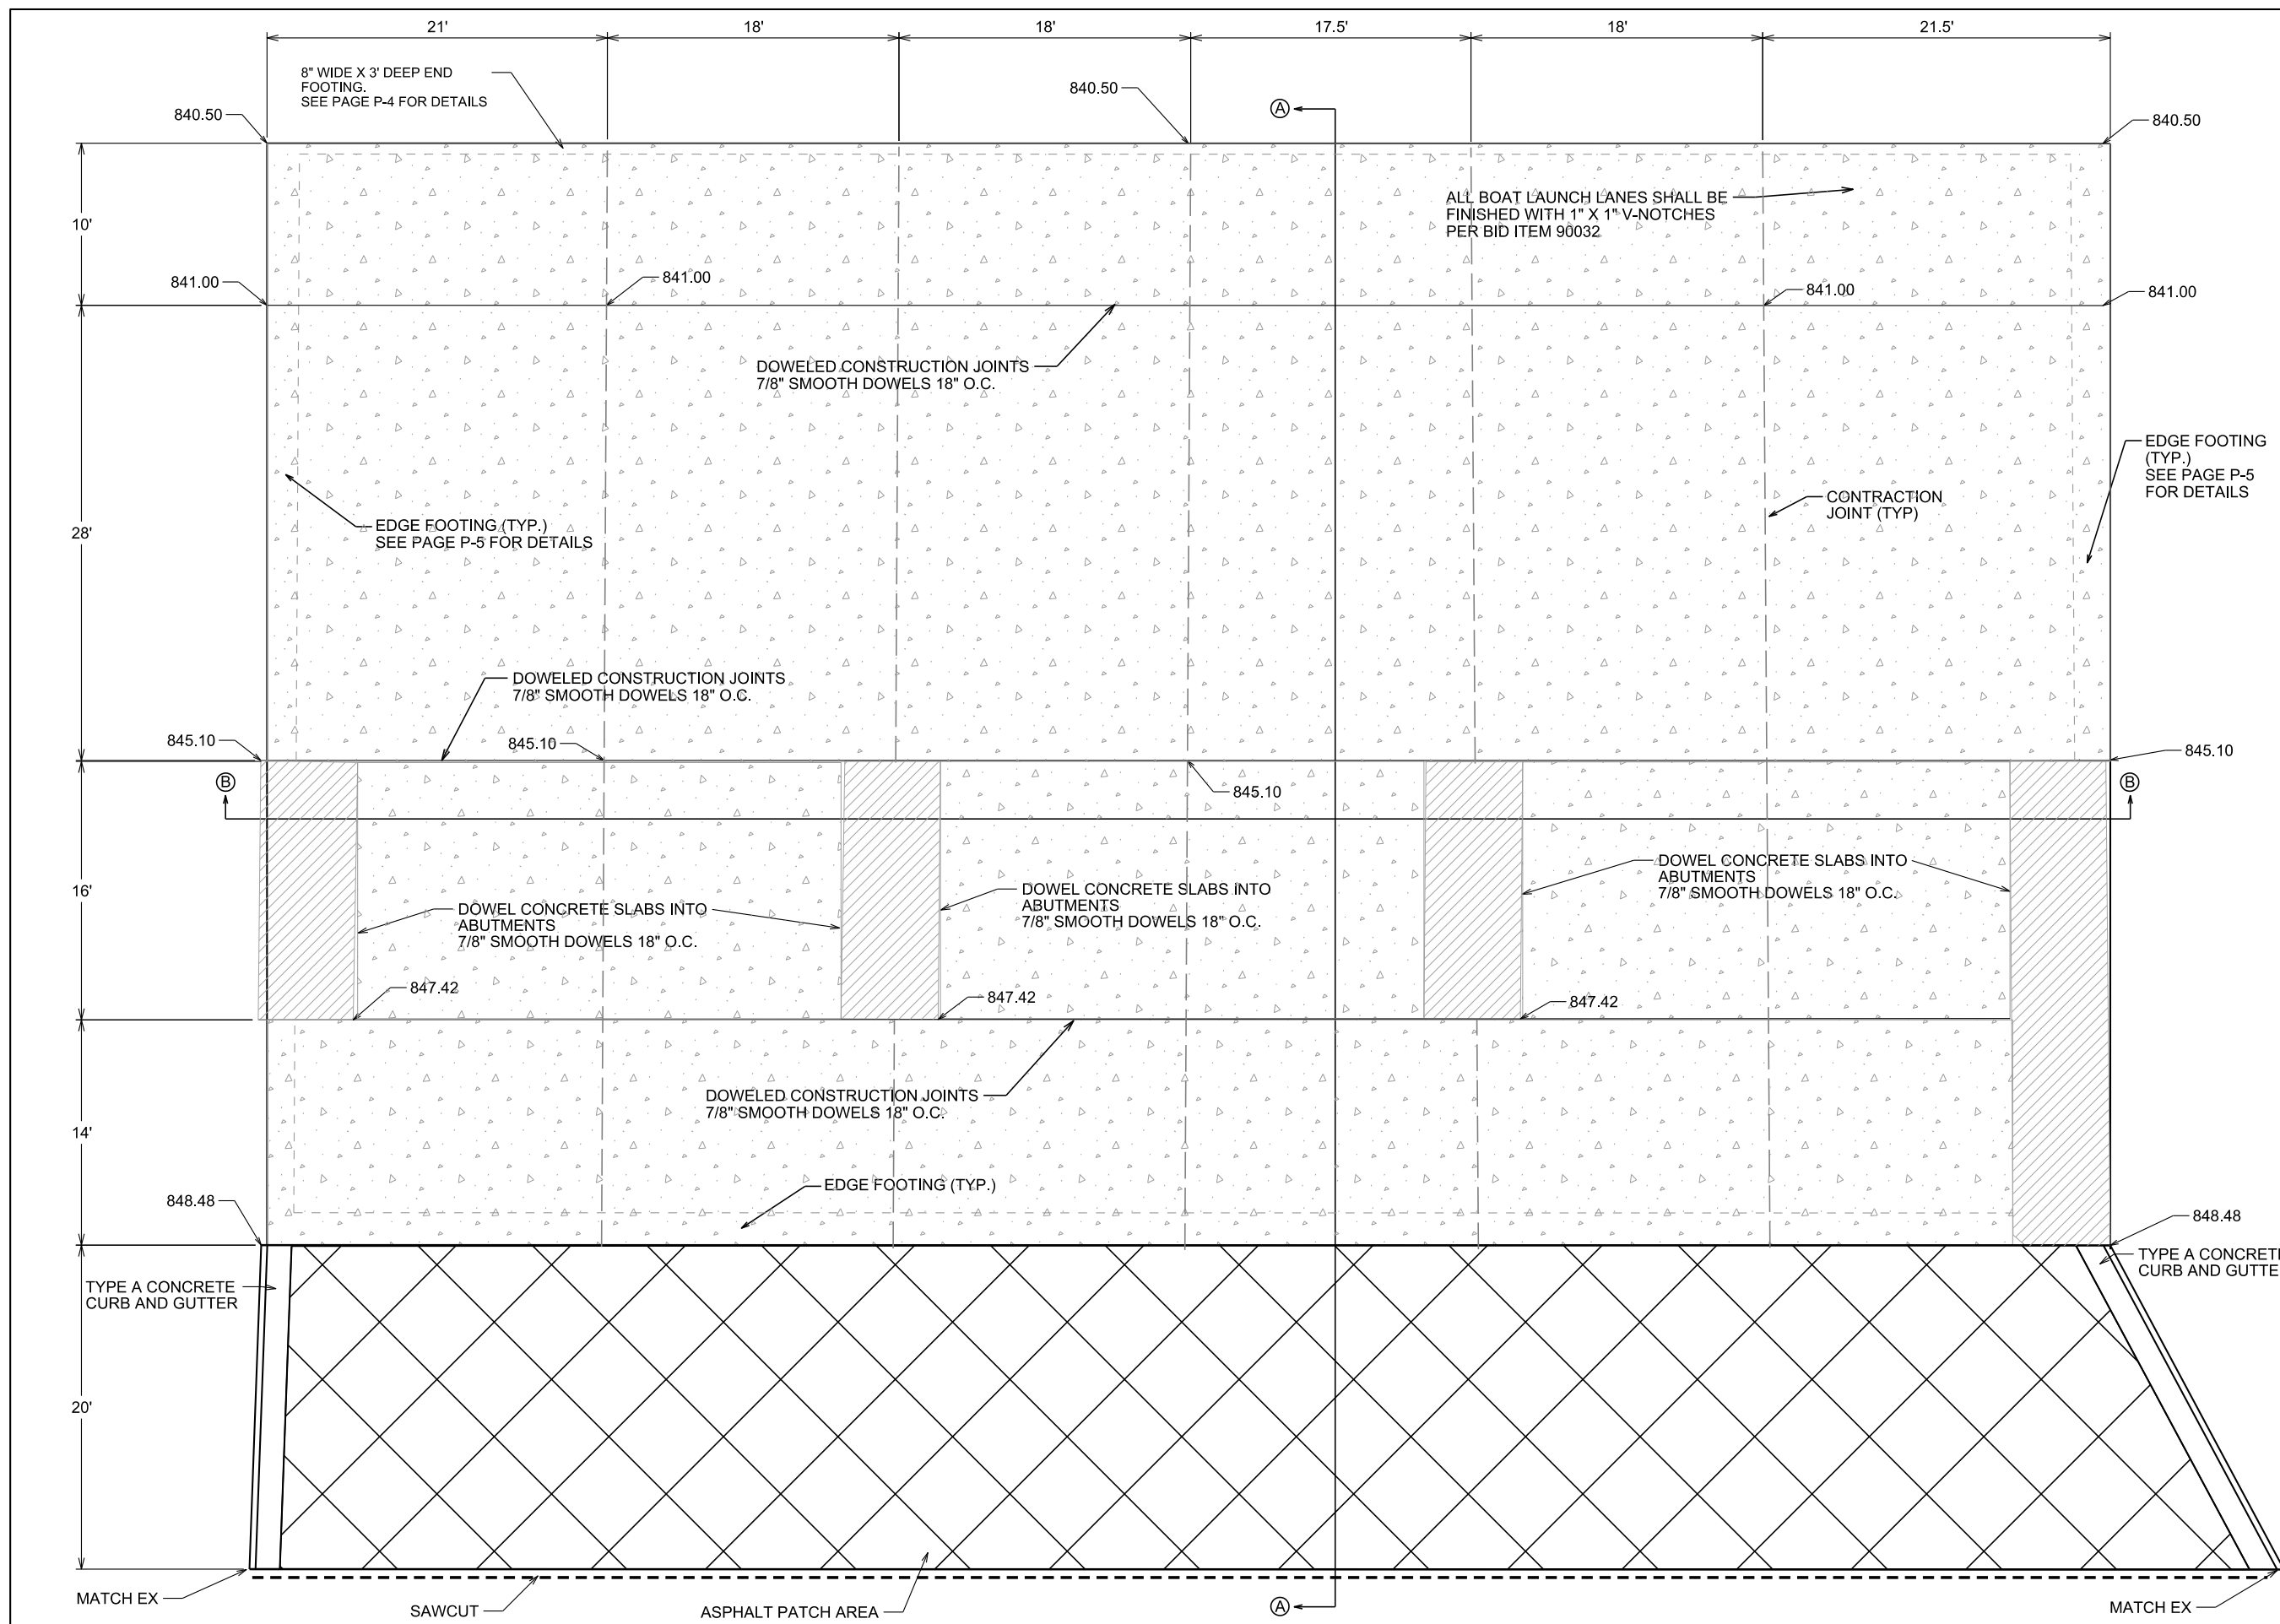 21'
18'
18'
17.5'
18'
21.5'
8" WIDE X 3' DEEP END
FOOTING.
SEE PAGE P-4 FOR DETAILS
840.50
840.50
A
840.50
10'
ALL BOAT LAUNCH LANES SHALL BE
FINISHED WITH 1" X 1" V-NOTCHES
PER BID ITEM 90032
841.00
841.00
841.00
841.00
DOWELED CONSTRUCTION JOINTS
7/8" SMOOTH DOWELS 18" O.C.
28'
EDGE FOOTING (TYP.)
SEE PAGE P-5 FOR DETAILS
CONTRACTION
JOINT (TYP)
EDGE FOOTING
(TYP.)
SEE PAGE P-5
FOR DETAILS
DOWELED CONSTRUCTION JOINTS
7/8" SMOOTH DOWELS 18" O.C.
845.10
845.10
845.10
845.10
B
B
16'
DOWEL CONCRETE SLABS INTO
ABUTMENTS
7/8" SMOOTH DOWELS 18" O.C.
DOWEL CONCRETE SLABS INTO
ABUTMENTS
7/8" SMOOTH DOWELS 18" O.C.
DOWEL CONCRETE SLABS INTO
ABUTMENTS
7/8" SMOOTH DOWELS 18" O.C.
847.42
847.42
847.42
14'
DOWELED CONSTRUCTION JOINTS
7/8" SMOOTH DOWELS 18" O.C.
EDGE FOOTING (TYP.)
848.48
848.48
TYPE A CONCRETE
CURB AND GUTTER
TYPE A CONCRETE
CURB AND GUTTE
20'
MATCH EX
SAWCUT
ASPHALT PATCH AREA
A
MATCH EX